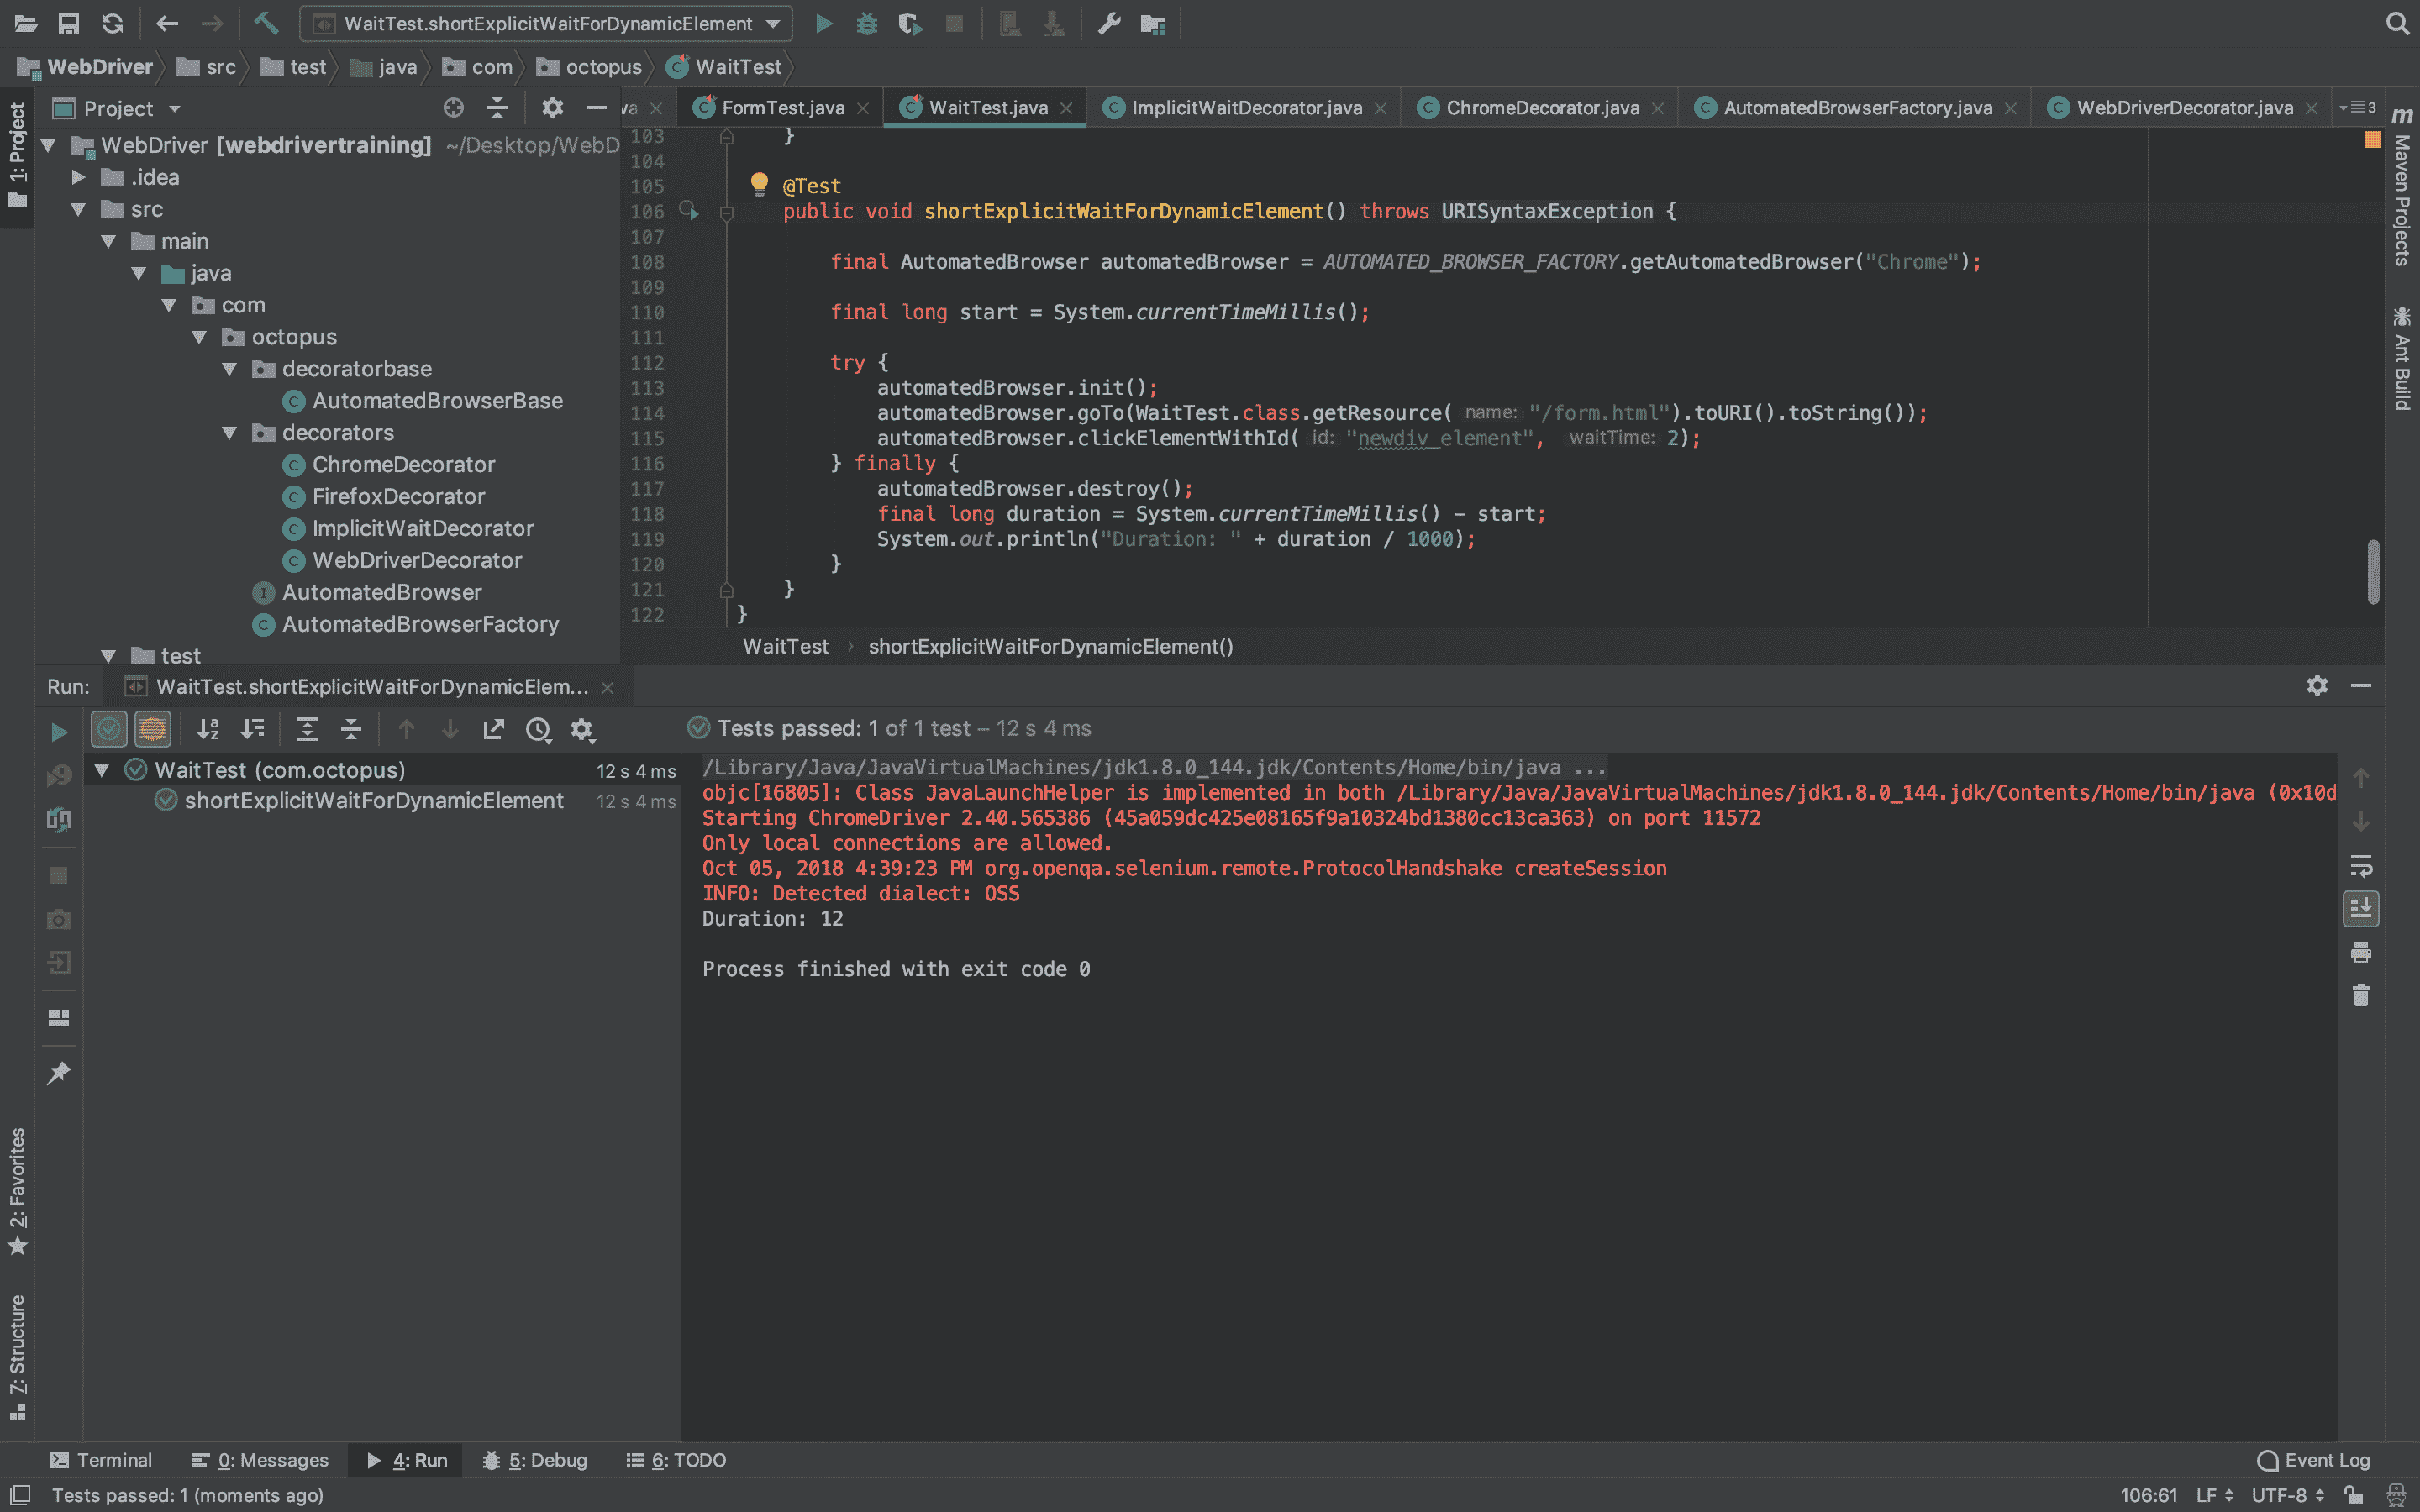 WaitTest.shortExplicitWaitForDynamicElement
WebDriver
src
test
java
com
octopus
WaitTest
1: Project
Project
va
FormTest.java
WaitTest.java
ImplicitWaitDecorator.java
ChromeDecorator.java
AutomatedBrowserFactory.java
WebDriverDecorator.java
3
m
Maven Projects
Ant Build
WebDriver [webdrivertraining] ~/Desktop/WebD
.idea
src
main
java
com
octopus
decoratorbase
AutomatedBrowserBase
decorators
ChromeDecorator
FirefoxDecorator
ImplicitWaitDecorator
WebDriverDecorator
AutomatedBrowser
AutomatedBrowserFactory
test
103 }
104
105 @Test
106 public void shortExplicitWaitForDynamicElement() throws URISyntaxException {
107
108 final AutomatedBrowser automatedBrowser = AUTOMATED_BROWSER_FACTORY.getAutomatedBrowser("Chrome");
109
110 final long start = System.currentTimeMillis();
111
112 try {
113 automatedBrowser.init();
114 automatedBrowser.goTo(WaitTest.class.getResource( name: "/form.html").toURI().toString());
115 automatedBrowser.clickElementWithId( id: "newdiv_element", waitTime: 2);
116 } finally {
117 automatedBrowser.destroy();
118 final long duration = System.currentTimeMillis() - start;
119 System.out.println("Duration: " + duration / 1000);
120 }
121 }
122 }
WaitTest › shortExplicitWaitForDynamicElement()
Run:
WaitTest.shortExplicitWaitForDynamicElem...
Tests passed: 1 of 1 test – 12 s 4 ms
WaitTest (com.octopus) 12 s 4 ms
shortExplicitWaitForDynamicElement 12 s 4 ms
/Library/Java/JavaVirtualMachines/jdk1.8.0_144.jdk/Contents/Home/bin/java ...
objc[16805]: Class JavaLaunchHelper is implemented in both /Library/Java/JavaVirtualMachines/jdk1.8.0_144.jdk/Contents/Home/bin/java (0x10d
Starting ChromeDriver 2.40.565386 (45a059dc425e08165f9a10324bd1380cc13ca363) on port 11572
Only local connections are allowed.
Oct 05, 2018 4:39:23 PM org.openqa.selenium.remote.ProtocolHandshake createSession
INFO: Detected dialect: OSS
Duration: 12
Process finished with exit code 0
2: Favorites
7: Structure
Terminal
0: Messages
4: Run
5: Debug
6: TODO
Event Log
Tests passed: 1 (moments ago)
106:61
LF
UTF-8